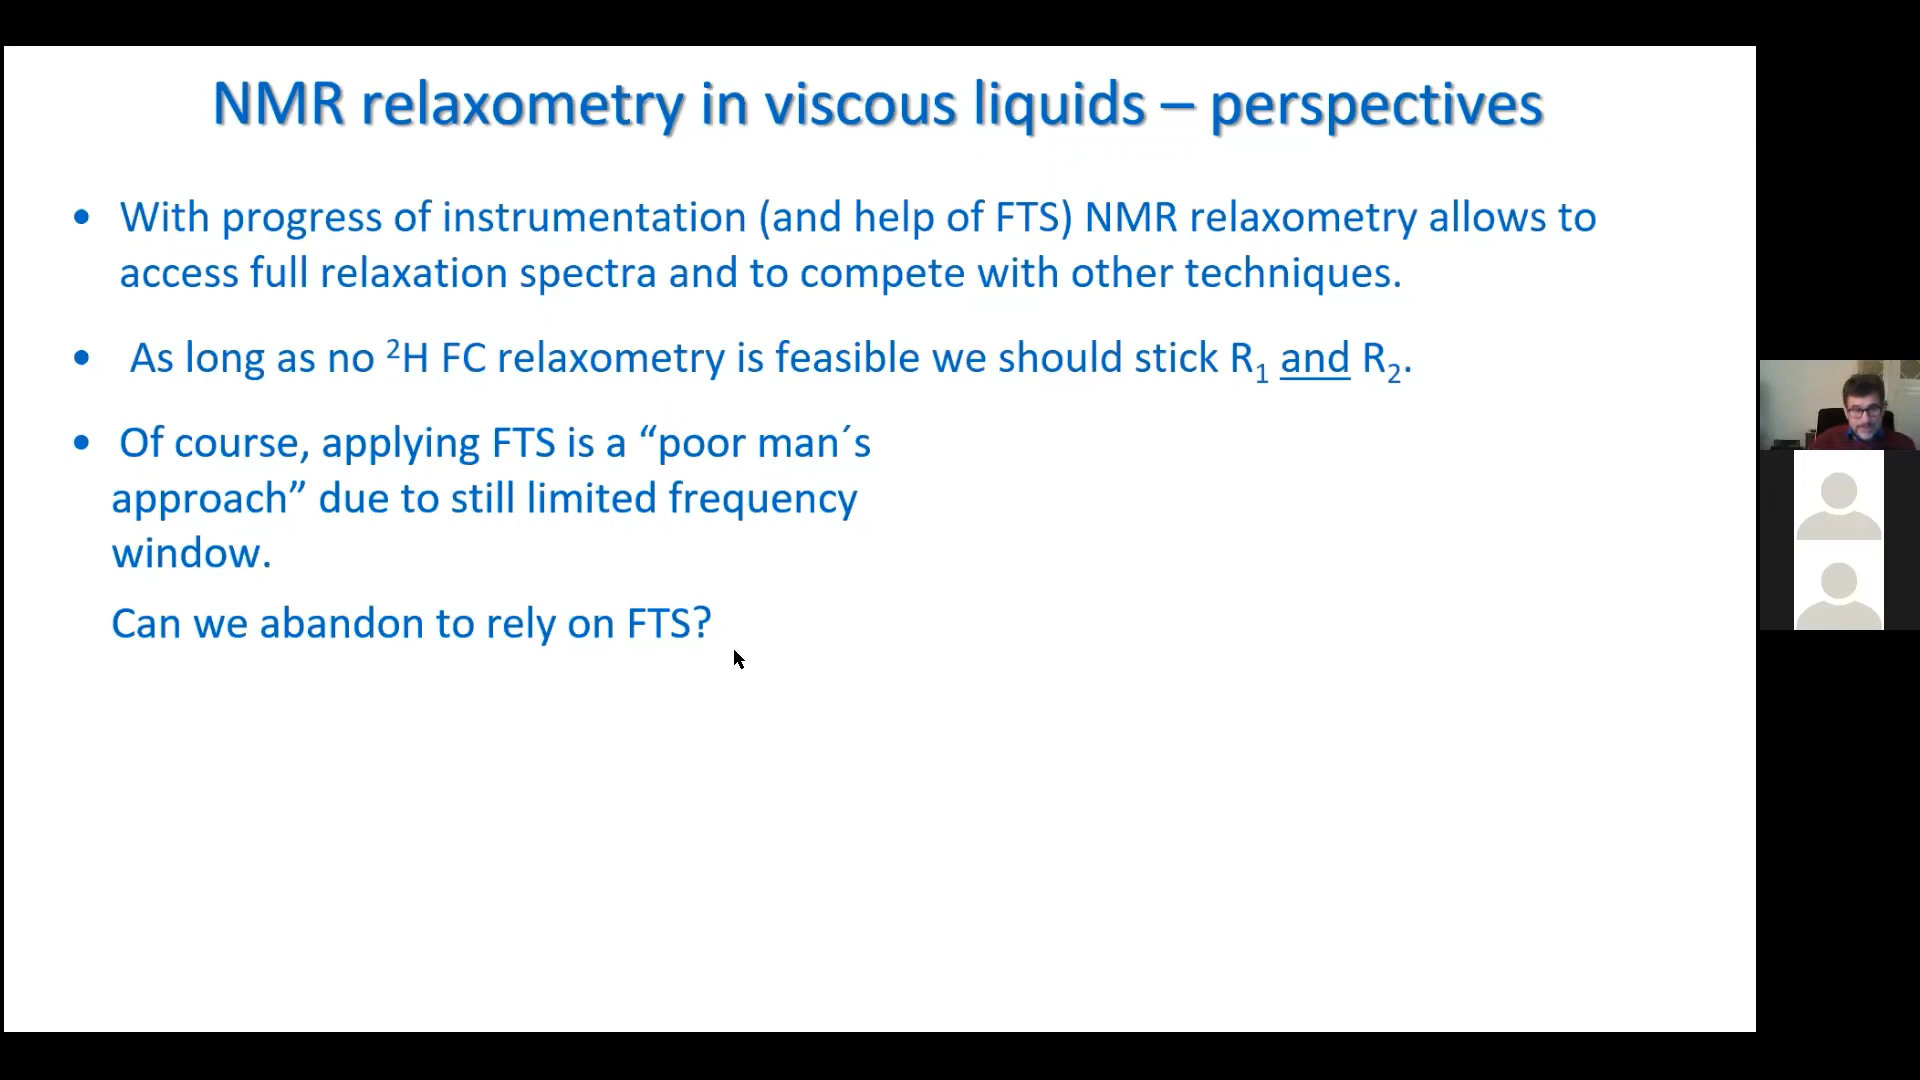 NMR relaxometry in viscous liquids – perspectives
• With progress of instrumentation (and help of FTS) NMR relaxometry allows to
access full relaxation spectra and to compete with other techniques.
• As long as no ²H FC relaxometry is feasible we should stick R₁ and R₂.
• Of course, applying FTS is a “poor man´s
approach” due to still limited frequency
window.
Can we abandon to rely on FTS?